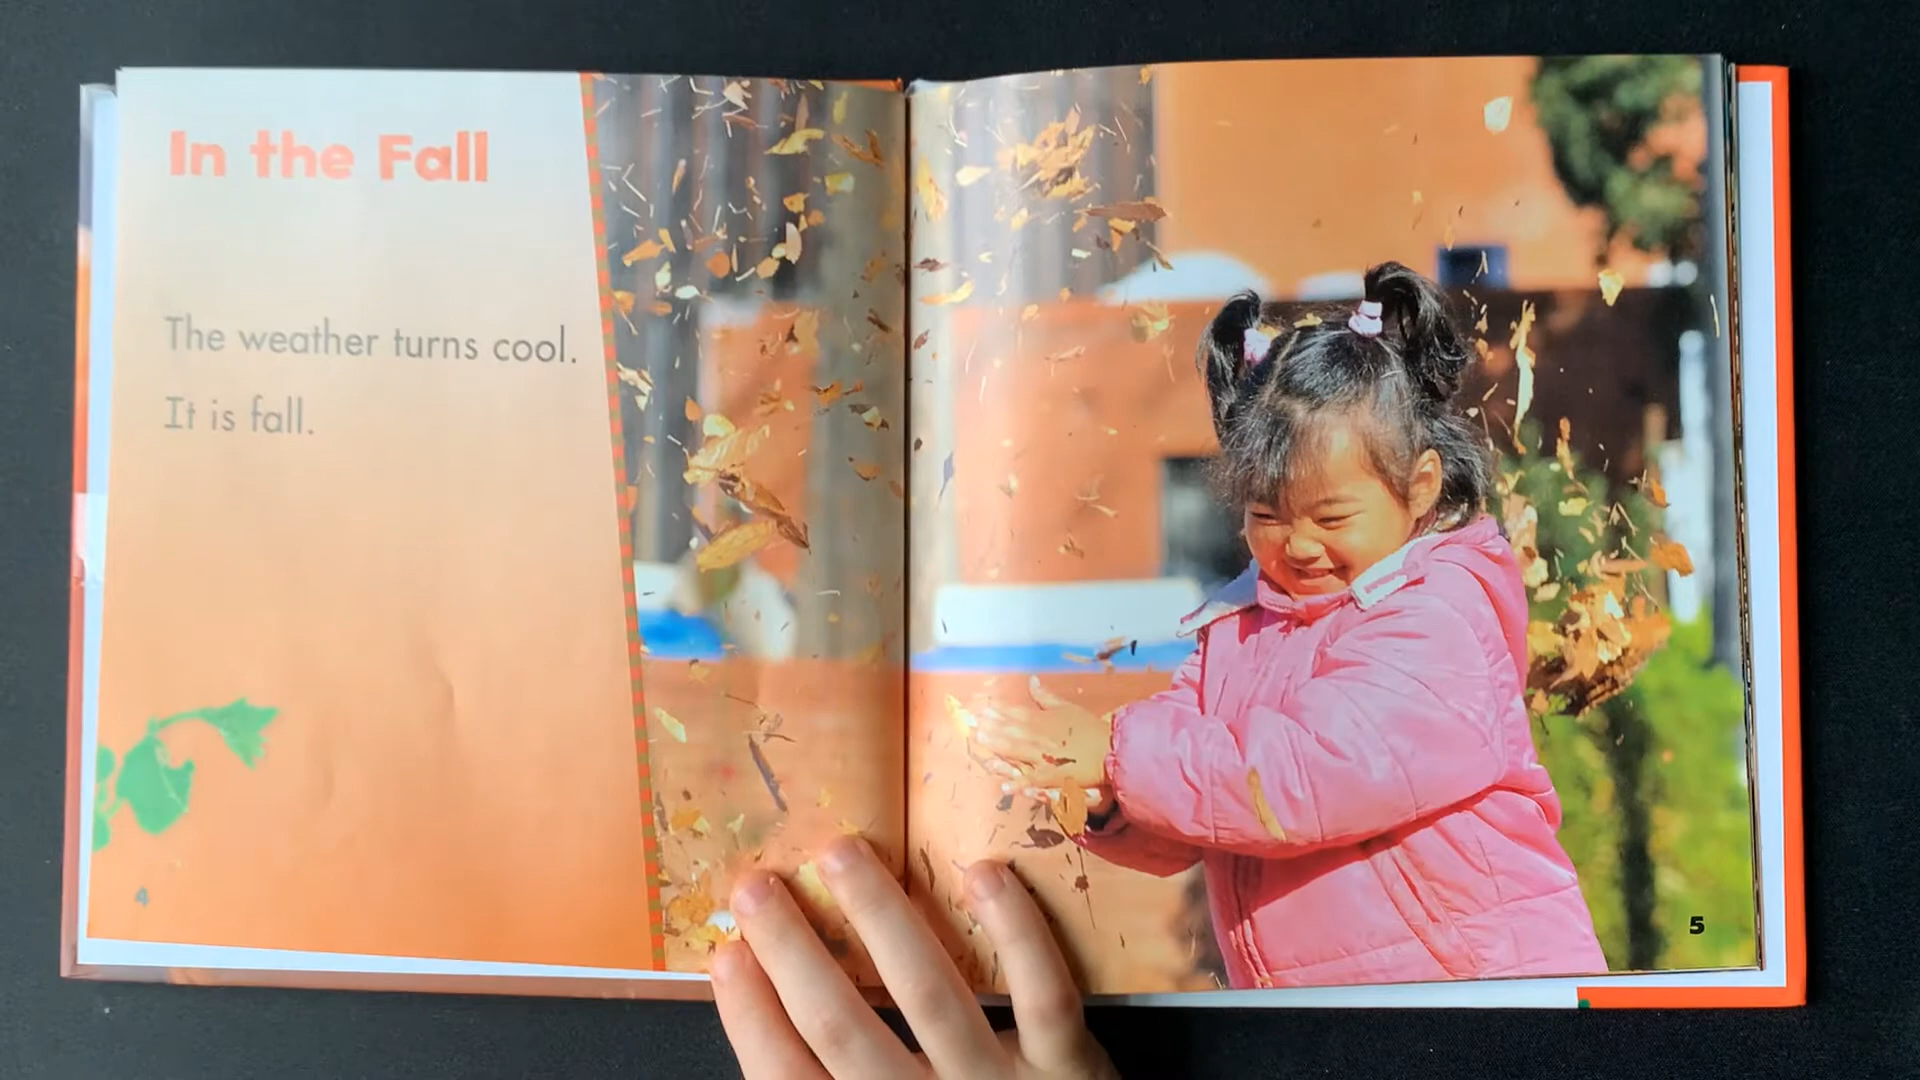 In the Fall
The weather turns cool.
It is fall.
4
5